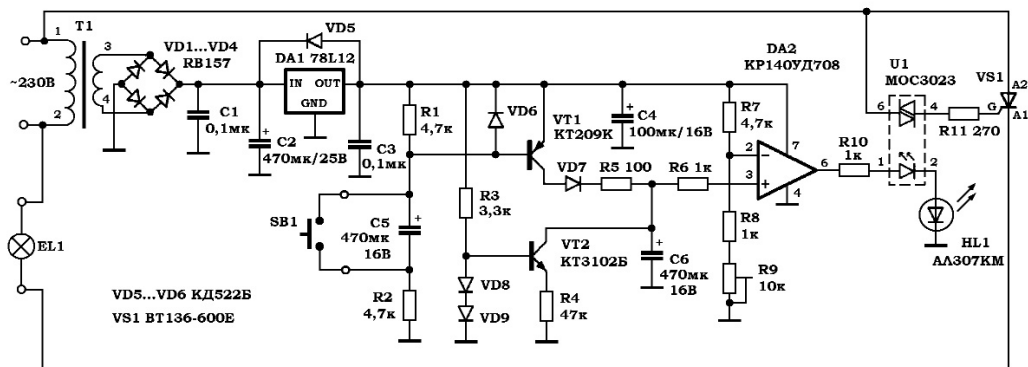 T1
1
3
~230В
2
4
VD1...VD4
RB157
C1
0,1мк
C2
470мк/25В
VD5
DA1 78L12
IN OUT
GND
C3
0,1мк
R1
4,7к
VD6
VT1
КТ209К
C4
100мк/16В
VD7
R5 100
R6 1к
R7
4,7к
DA2
КР140УД708
2
3
7
6
4
R10
1к
U1
MOC3023
6
4
1
2
R11 270
VS1
A2
G
A1
HL1
АЛ307КМ
SB1
C5
470мк
16В
R2
4,7к
R3
3,3к
VD8
VD9
VT2
КТ3102Б
R4
47к
C6
470мк
16В
R8
1к
R9
10к
EL1
VD5...VD6 КД522Б
VS1 BT136-600E